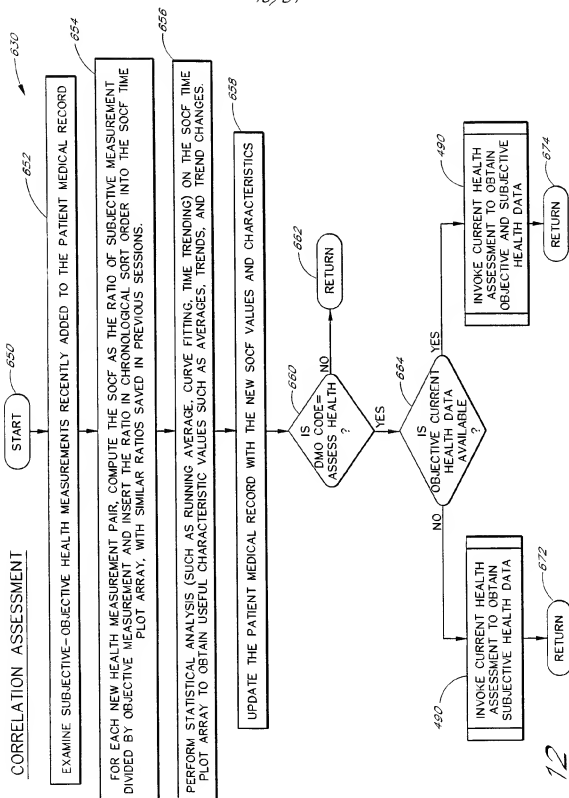 CORRELATION ASSESSMENT
630
START
650
652
EXAMINE SUBJECTIVE-OBJECTIVE HEALTH MEASUREMENTS RECENTLY ADDED TO THE PATIENT MEDICAL RECORD
654
FOR EACH NEW HEALTH MEASUREMENT PAIR, COMPUTE THE SOCF AS THE RATIO OF SUBJECTIVE MEASUREMENT
DIVIDED BY OBJECTIVE MEASUREMENT AND INSERT THE RATIO IN CHRONOLOGICAL SORT ORDER INTO THE SOCF TIME
PLOT ARRAY, WITH SIMILAR RATIOS SAVED IN PREVIOUS SESSIONS.
656
PERFORM STATISTICAL ANALYSIS (SUCH AS RUNNING AVERAGE, CURVE FITTING, TIME TRENDING) ON THE SOCF TIME
PLOT ARRAY TO OBTAIN USEFUL CHARACTERISTIC VALUES SUCH AS AVERAGES, TRENDS, AND TREND CHANGES.
658
UPDATE THE PATIENT MEDICAL RECORD WITH THE NEW SOCF VALUES AND CHARACTERISTICS
660
IS
DMO CODE=
ASSESS HEALTH
?
NO
662
RETURN
YES
664
IS
OBJECTIVE CURRENT
HEALTH DATA
AVAILABLE
?
NO
YES
490
INVOKE CURRENT HEALTH
ASSESSMENT TO OBTAIN
SUBJECTIVE HEALTH DATA
672
RETURN
490
INVOKE CURRENT HEALTH
ASSESSMENT TO OBTAIN
OBJECTIVE AND SUBJECTIVE
HEALTH DATA
674
RETURN
12